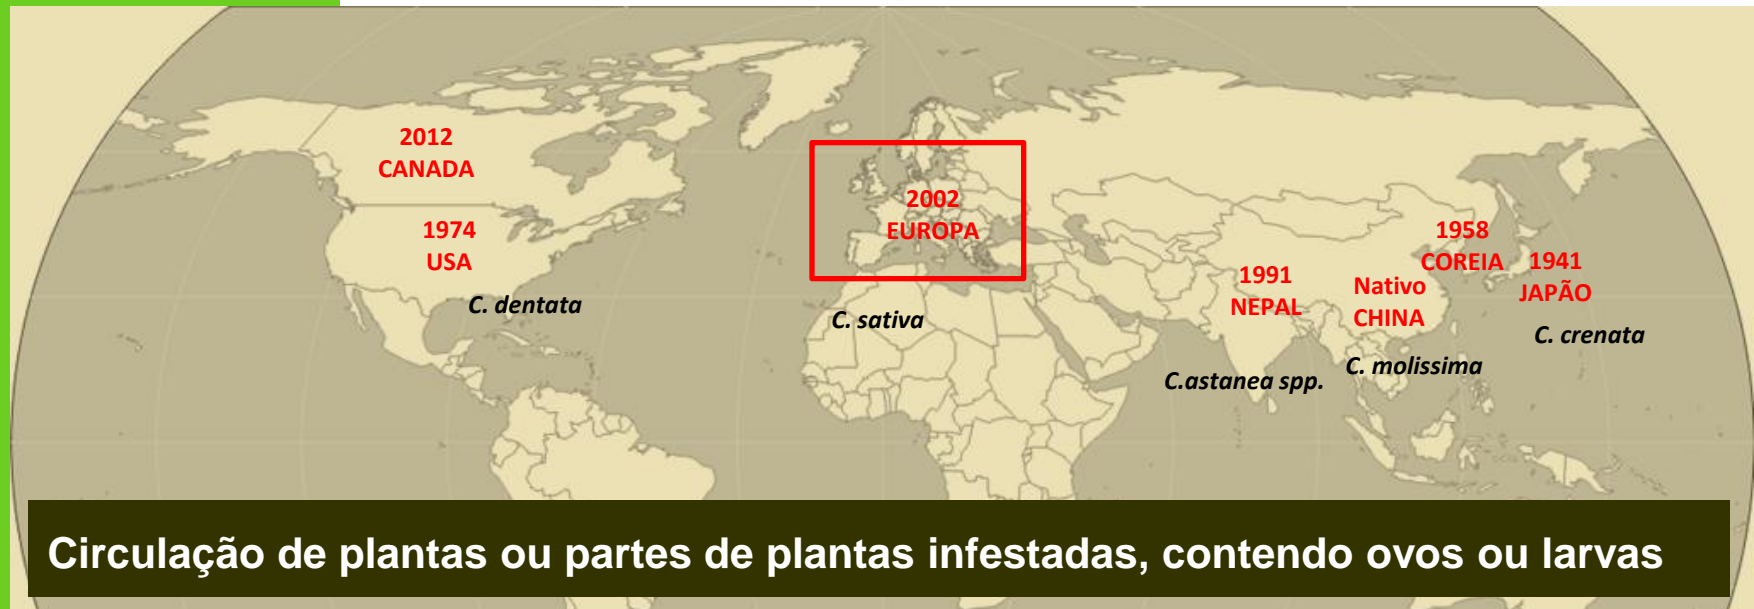 2012
CANADA
1974
USA
C. dentata
2002
EUROPA
C. sativa
1991
NEPAL
C.astanea spp.
Nativo
CHINA
C. molissima
1958
COREIA
1941
JAPÃO
C. crenata
Circulação de plantas ou partes de plantas infestadas, contendo ovos ou larvas